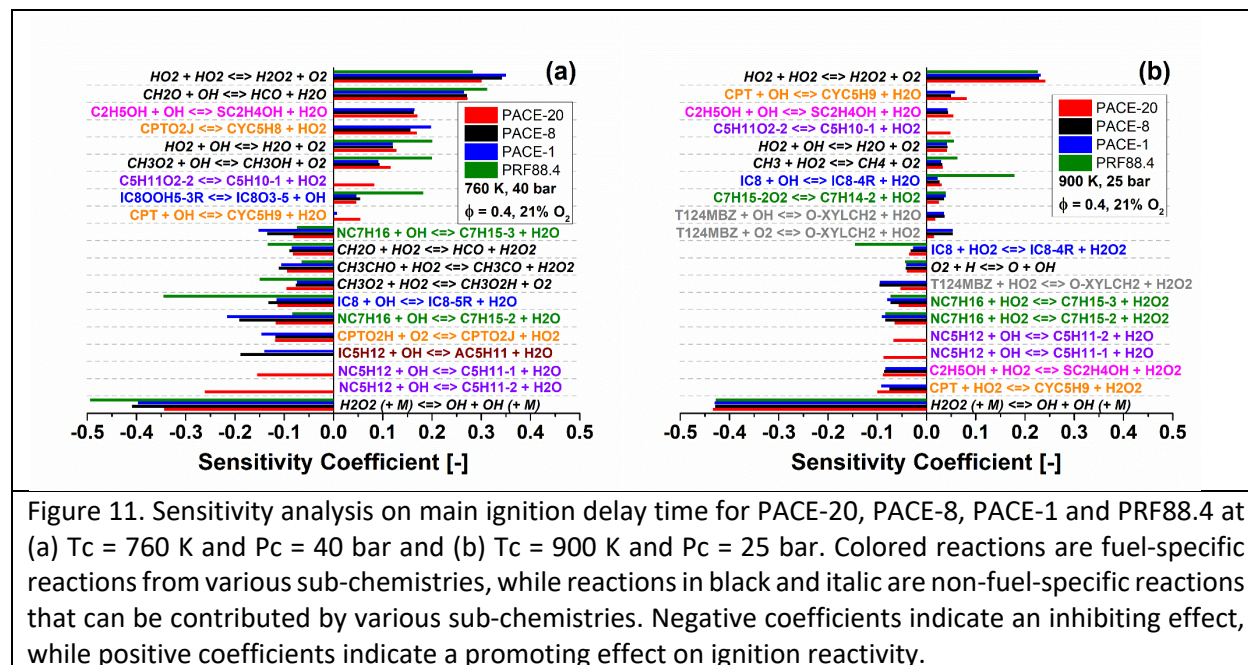 (a)
HO2 + HO2 <=> H2O2 + O2
CH2O + OH <=> HCO + H2O
C2H5OH + OH <=> SC2H4OH + H2O
CPTO2J <=> CYC5H8 + HO2
HO2 + OH <=> H2O + O2
CH3O2 + OH <=> CH3OH + O2
C5H11O2-2 <=> C5H10-1 + HO2
IC8OOH5-3R <=> IC8O3-5 + OH
CPT + OH <=> CYC5H9 + H2O
PACE-20
PACE-8
PACE-1
PRF88.4
760 K, 40 bar
ϕ = 0.4, 21% O2
NC7H16 + OH <=> C7H15-3 + H2O
CH2O + HO2 <=> HCO + H2O2
CH3CHO + HO2 <=> CH3CO + H2O2
CH3O2 + HO2 <=> CH3O2H + O2
IC8 + OH <=> IC8-5R + H2O
NC7H16 + OH <=> C7H15-2 + H2O
CPTO2H + O2 <=> CPTO2J + HO2
IC5H12 + OH <=> AC5H11 + H2O
NC5H12 + OH <=> C5H11-1 + H2O
NC5H12 + OH <=> C5H11-2 + H2O
H2O2 (+ M) <=> OH + OH (+ M)
-0.5 -0.4 -0.3 -0.2 -0.1 0.0 0.1 0.2 0.3 0.4 0.5
Sensitivity Coefficient [-]
(b)
HO2 + HO2 <=> H2O2 + O2
CPT + OH <=> CYC5H9 + H2O
C2H5OH + OH <=> SC2H4OH + H2O
C5H11O2-2 <=> C5H10-1 + HO2
HO2 + OH <=> H2O + O2
CH3 + HO2 <=> CH4 + O2
IC8 + OH <=> IC8-4R + H2O
C7H15-2O2 <=> C7H14-2 + HO2
T124MBZ + OH <=> O-XYLCH2 + H2O
T124MBZ + O2 <=> O-XYLCH2 + HO2
PACE-20
PACE-8
PACE-1
PRF88.4
900 K, 25 bar
ϕ = 0.4, 21% O2
IC8 + HO2 <=> IC8-4R + H2O2
O2 + H <=> O + OH
T124MBZ + HO2 <=> O-XYLCH2 + H2O2
NC7H16 + HO2 <=> C7H15-3 + H2O2
NC7H16 + HO2 <=> C7H15-2 + H2O2
NC5H12 + OH <=> C5H11-2 + H2O
NC5H12 + OH <=> C5H11-1 + H2O
C2H5OH + HO2 <=> SC2H4OH + H2O2
CPT + HO2 <=> CYC5H9 + H2O2
H2O2 (+ M) <=> OH + OH (+ M)
-0.5 -0.4 -0.3 -0.2 -0.1 0.0 0.1 0.2 0.3 0.4 0.5
Sensitivity Coefficient [-]
Figure 11. Sensitivity analysis on main ignition delay time for PACE-20, PACE-8, PACE-1 and PRF88.4 at
(a) Tc = 760 K and Pc = 40 bar and (b) Tc = 900 K and Pc = 25 bar. Colored reactions are fuel-specific
reactions from various sub-chemistries, while reactions in black and italic are non-fuel-specific reactions
that can be contributed by various sub-chemistries. Negative coefficients indicate an inhibiting effect,
while positive coefficients indicate a promoting effect on ignition reactivity.